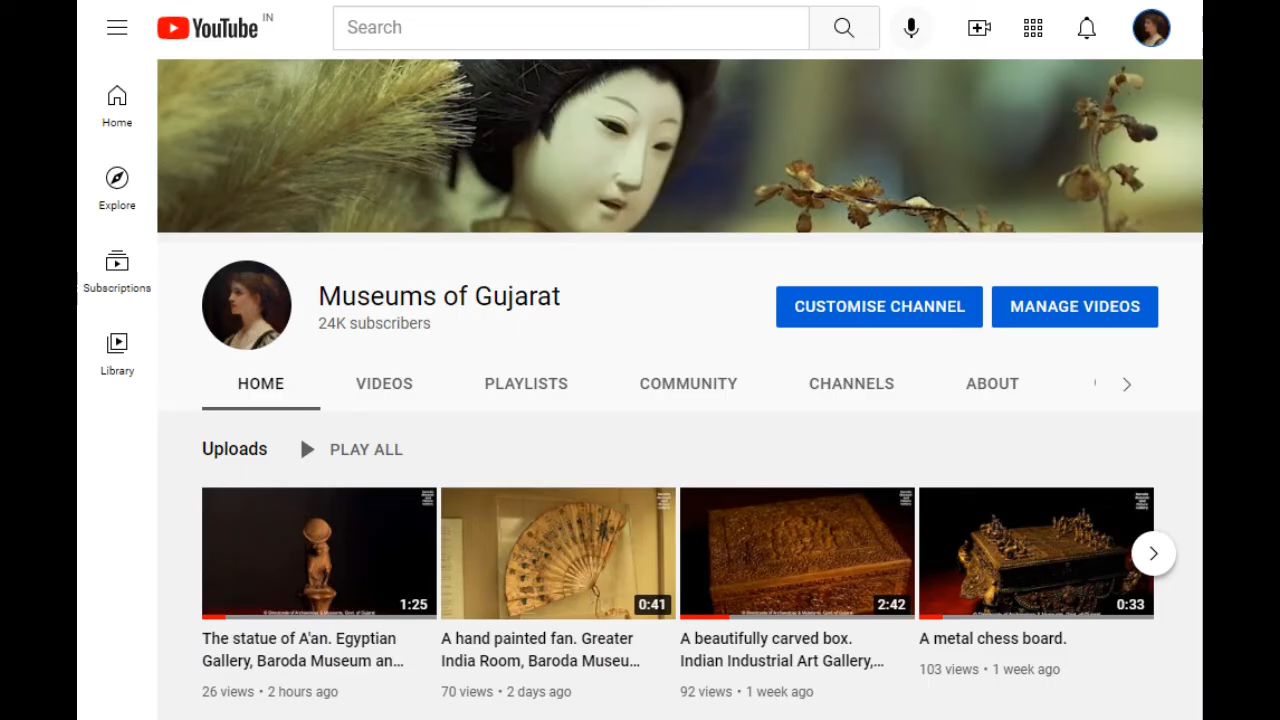 YouTube IN
Search
Home
Explore
Subscriptions
Library
Museums of Gujarat
24K subscribers
CUSTOMISE CHANNEL
MANAGE VIDEOS
HOME
VIDEOS
PLAYLISTS
COMMUNITY
CHANNELS
ABOUT
Uploads
PLAY ALL
1:25
The statue of A'an. Egyptian
Gallery, Baroda Museum an...
26 views • 2 hours ago
0:41
A hand painted fan. Greater
India Room, Baroda Museu...
70 views • 2 days ago
2:42
A beautifully carved box.
Indian Industrial Art Gallery,...
92 views • 1 week ago
0:33
A metal chess board.
103 views • 1 week ago